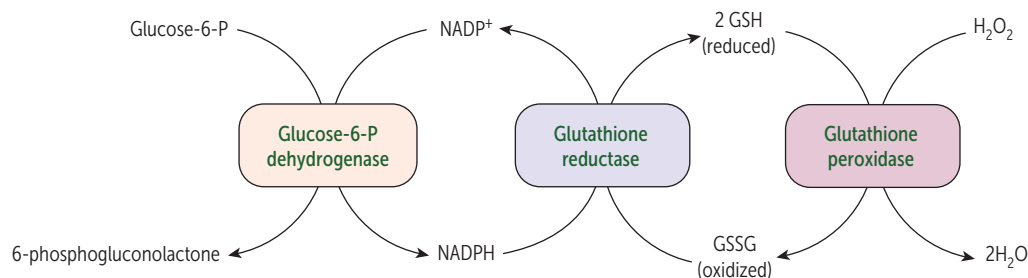 Glucose-6-P
NADP⁺
2 GSH
(reduced)
H₂O₂
Glucose-6-P
dehydrogenase
Glutathione
reductase
Glutathione
peroxidase
6-phosphogluconolactone
NADPH
GSSG
(oxidized)
2H₂O